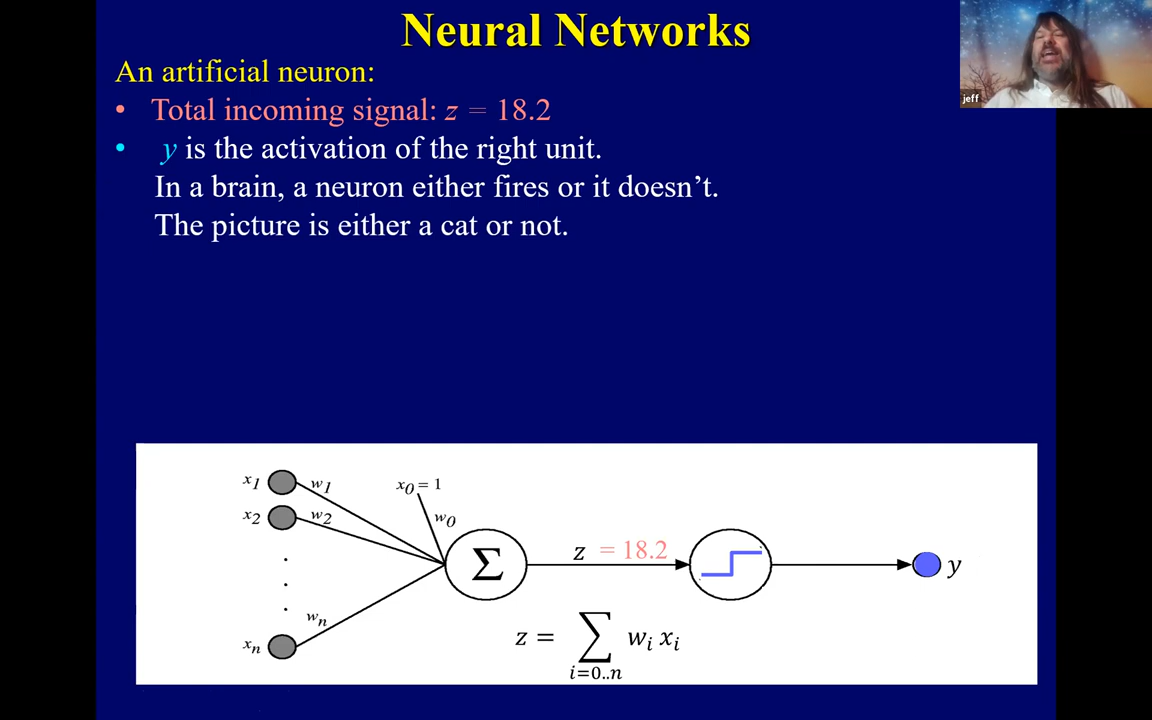 Neural Networks
jeff
An artificial neuron:
• Total incoming signal: z = 18.2
• y is the activation of the right unit.
In a brain, a neuron either fires or it doesn’t.
The picture is either a cat or not.
x₁ w₁
x₀ = 1
x₂ w₂
w₀
z = 18.2
Σ
y
wₙ
xₙ
z = ∑ wᵢ xᵢ
i=0..n